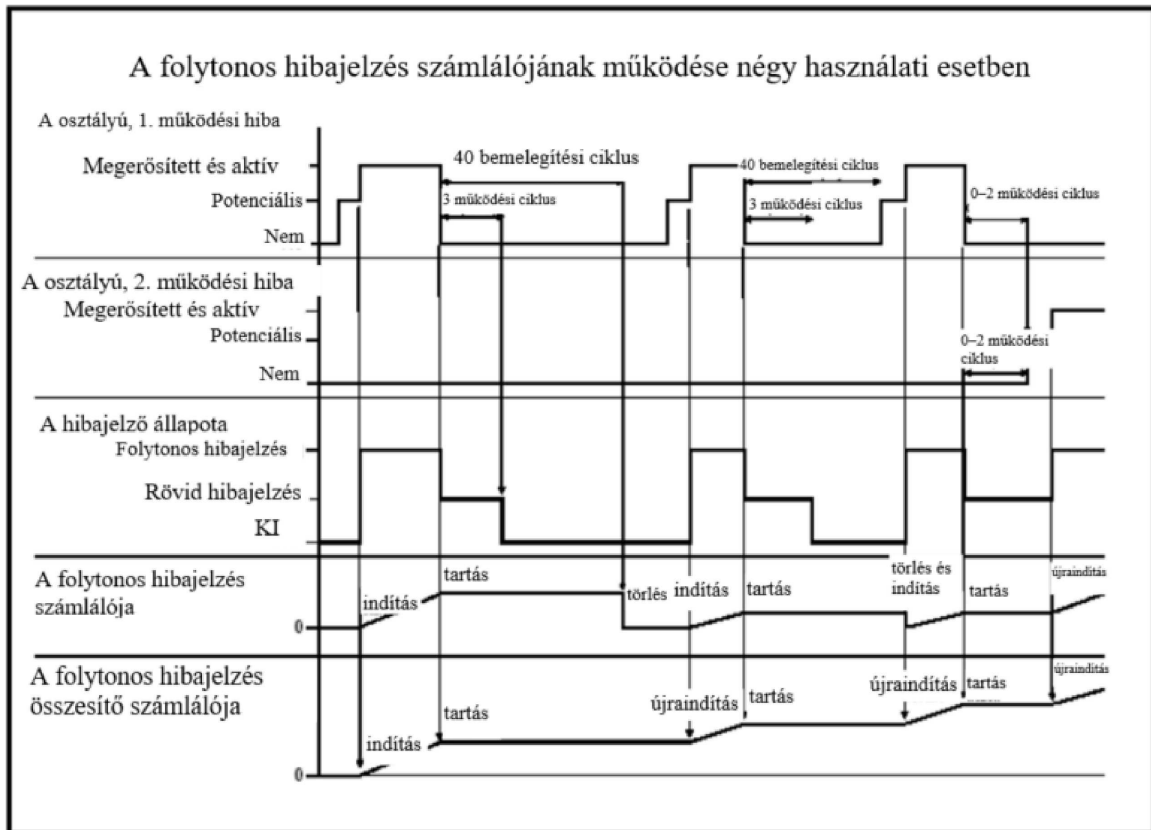 A folytonos hibajelzés számlálójának működése négy használati esetben
A osztályú, 1. működési hiba
Megerősített és aktív
Potenciális
Nem
40 bemelegítési ciklus
3 működési ciklus
40 bemelegítési ciklus
3 működési ciklus
0–2 működési ciklus
A osztályú, 2. működési hiba
Megerősített és aktív
Potenciális
Nem
0–2 működési
ciklus
A hibajelző állapota
Folytonos hibajelzés
Rövid hibajelzés
KI
A folytonos hibajelzés
számlálója
0
indítás
tartás
törlés
indítás
tartás
törlés és
indítás
tartás
újraindítás
A folytonos hibajelzés
összesítő számlálója
0
indítás
tartás
újraindítás
tartás
újraindítás
tartás
újraindítás